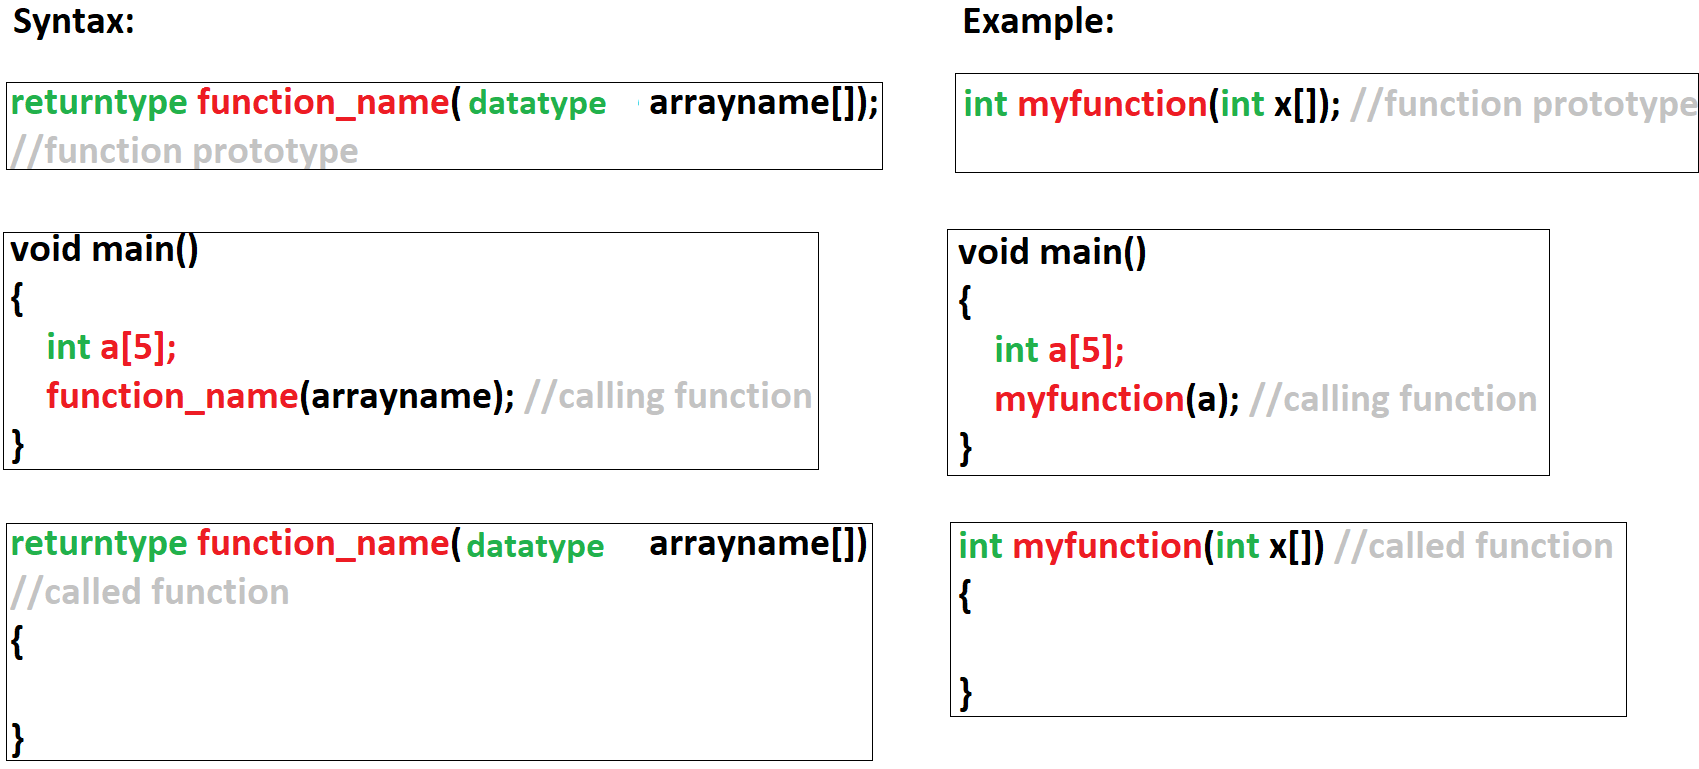 Syntax:
returntype function_name( datatype arrayname[]);
//function prototype
void main()
{
int a[5];
function_name(arrayname); //calling function
}
returntype function_name( datatype arrayname[])
//called function
{
}
Example:
int myfunction(int x[]); //function prototype
void main()
{
int a[5];
myfunction(a); //calling function
}
int myfunction(int x[]) //called function
{
}